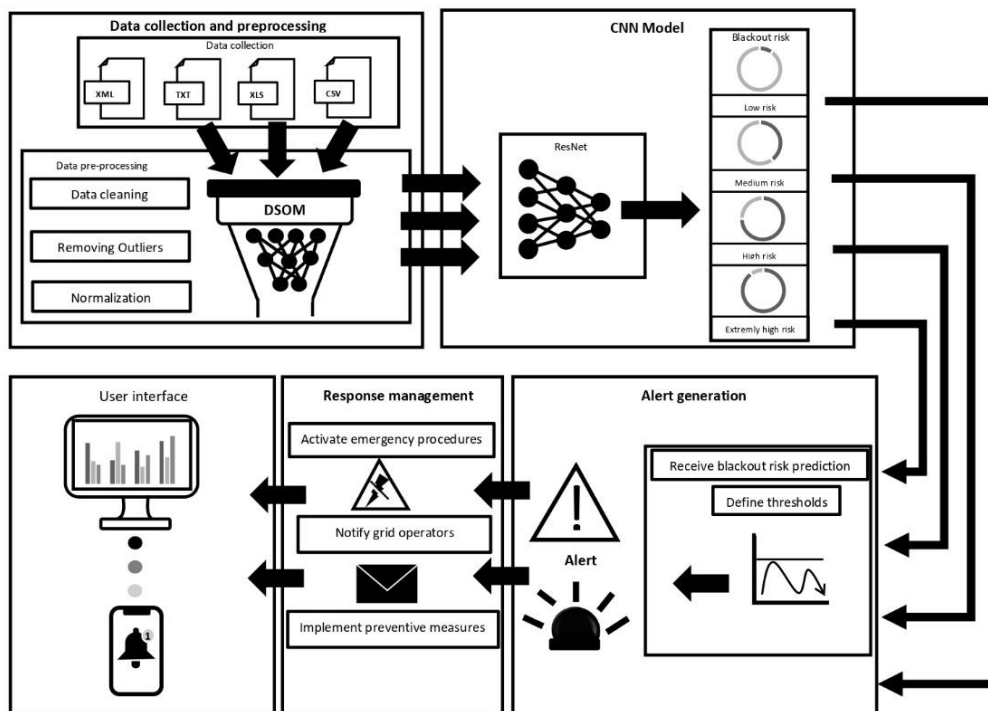 Data collection and preprocessing
Data collection
XML
TXT
XLS
CSV
Data pre-processing
Data cleaning
Removing Outliers
Normalization
DSOM
CNN Model
ResNet
Blackout risk
Low risk
Medium risk
High risk
Extremly high risk
User interface
1
Response management
Activate emergency procedures
Notify grid operators
Implement preventive measures
Alert generation
Alert
Receive blackout risk prediction
Define thresholds